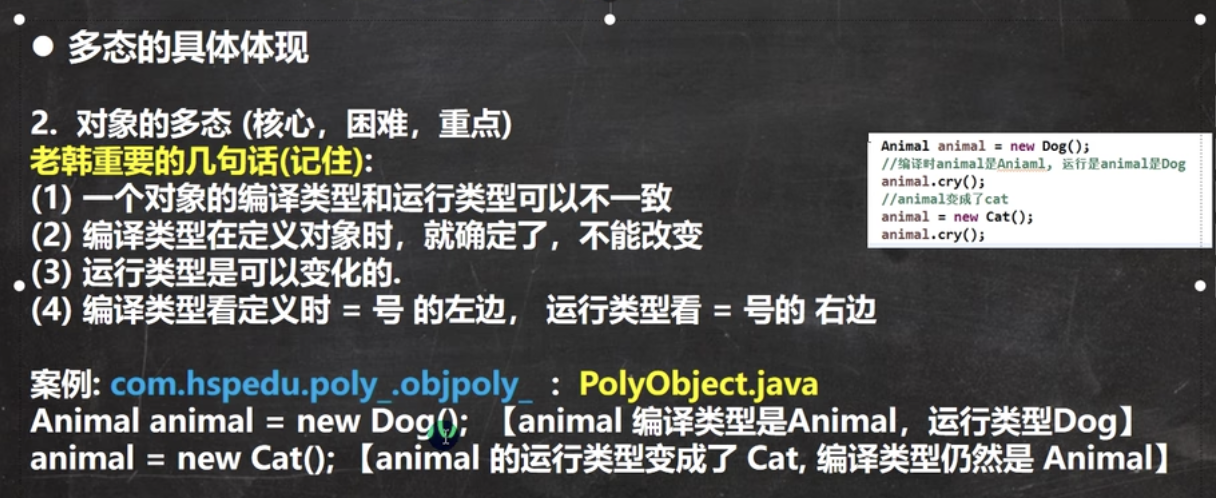 ● 多态的具体体现
2. 对象的多态 (核心，困难，重点)
老韩重要的几句话(记住):
(1) 一个对象的编译类型和运行类型可以不一致
(2) 编译类型在定义对象时，就确定了，不能改变
(3) 运行类型是可以变化的.
(4) 编译类型看定义时 = 号 的左边， 运行类型看 = 号的 右边
Animal animal = new Dog();
//编译时animal是Aniaml, 运行是animal是Dog
animal.cry();
//animal变成了cat
animal = new Cat();
animal.cry();
案例: com.hspedu.poly_.objpoly_ : PolyObject.java
Animal animal = new Dog(); 【animal 编译类型是Animal，运行类型Dog】
animal = new Cat(); 【animal 的运行类型变成了 Cat, 编译类型仍然是 Animal】